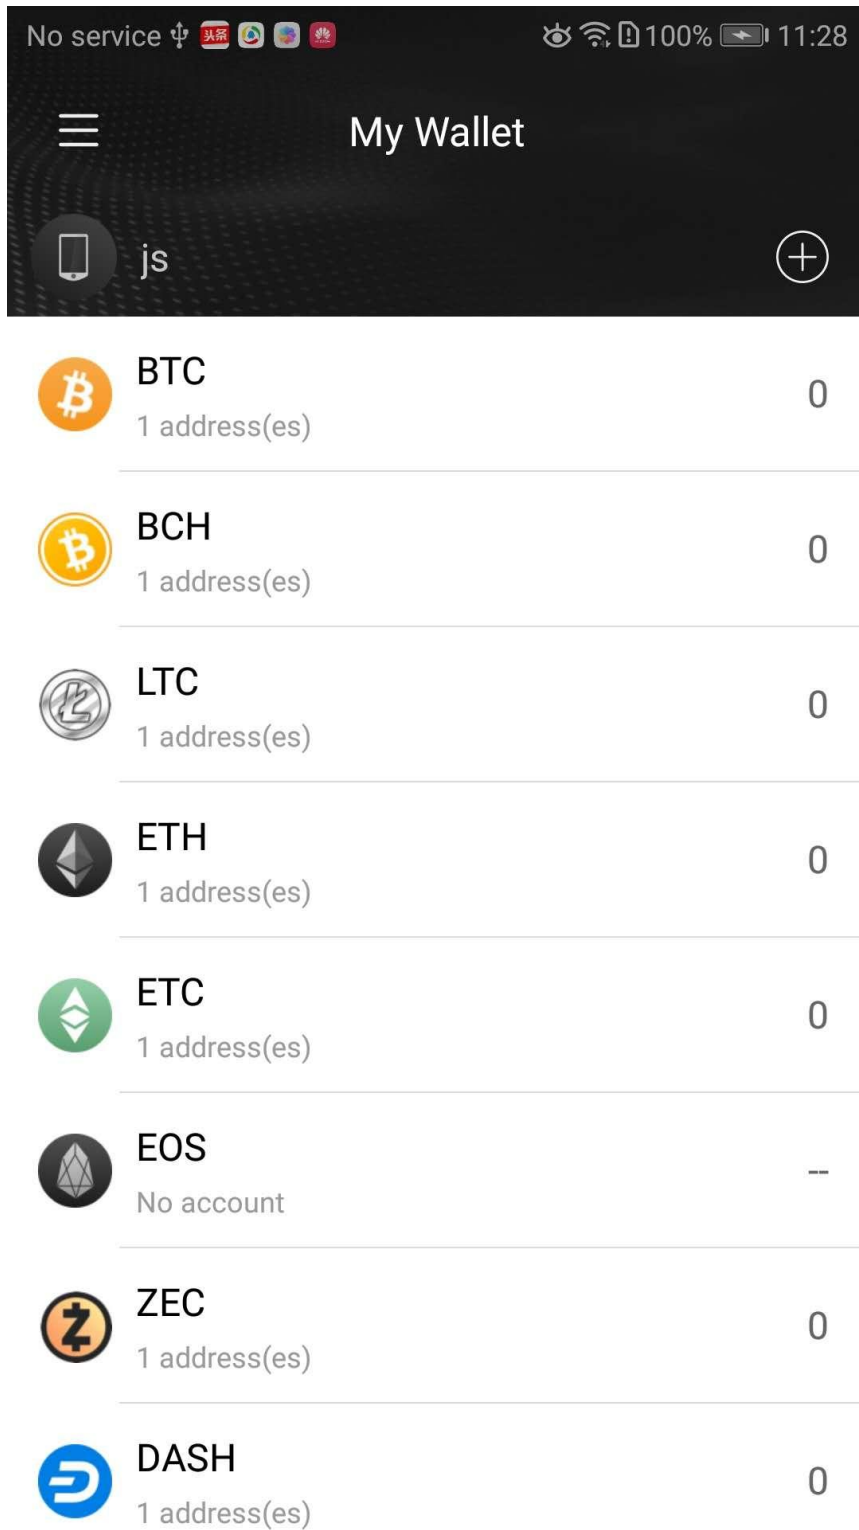 No service 头条 100% 11:28
My Wallet
js
BTC
1 address(es)
0
BCH
1 address(es)
0
LTC
1 address(es)
0
ETH
1 address(es)
0
ETC
1 address(es)
0
EOS
No account
--
ZEC
1 address(es)
0
DASH
1 address(es)
0